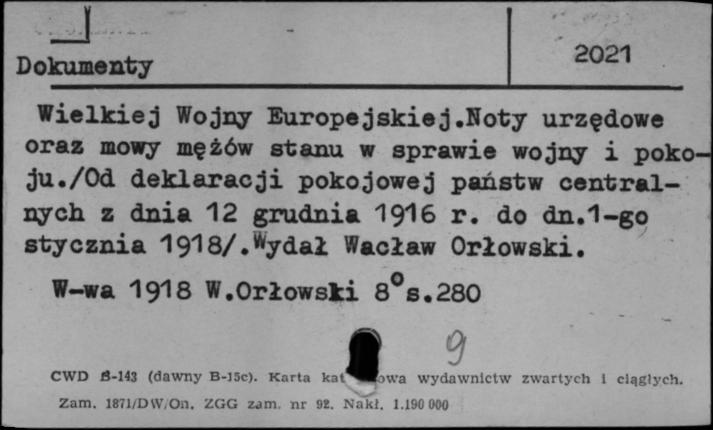 2021
Dokumenty
Wielkiej Wojny Europejskiej.Noty urzędowe
oraz mowy mężów stanu w sprawie wojny i poko-
ju./Od deklaracji pokojowej państw central-
nych z dnia 12 grudnia 1916 r. do dn.1-go
stycznia 1918/.Wydał Wacław Orłowski.
W-wa 1918 W.Orłowski 8°s.280
9
CWD B-143 (dawny B-15c). Karta wydawnictw zwartych i ciągłych.
Zam. 1871/DW/On. ZGG zam. nr 92. Nakł. 1.190 000